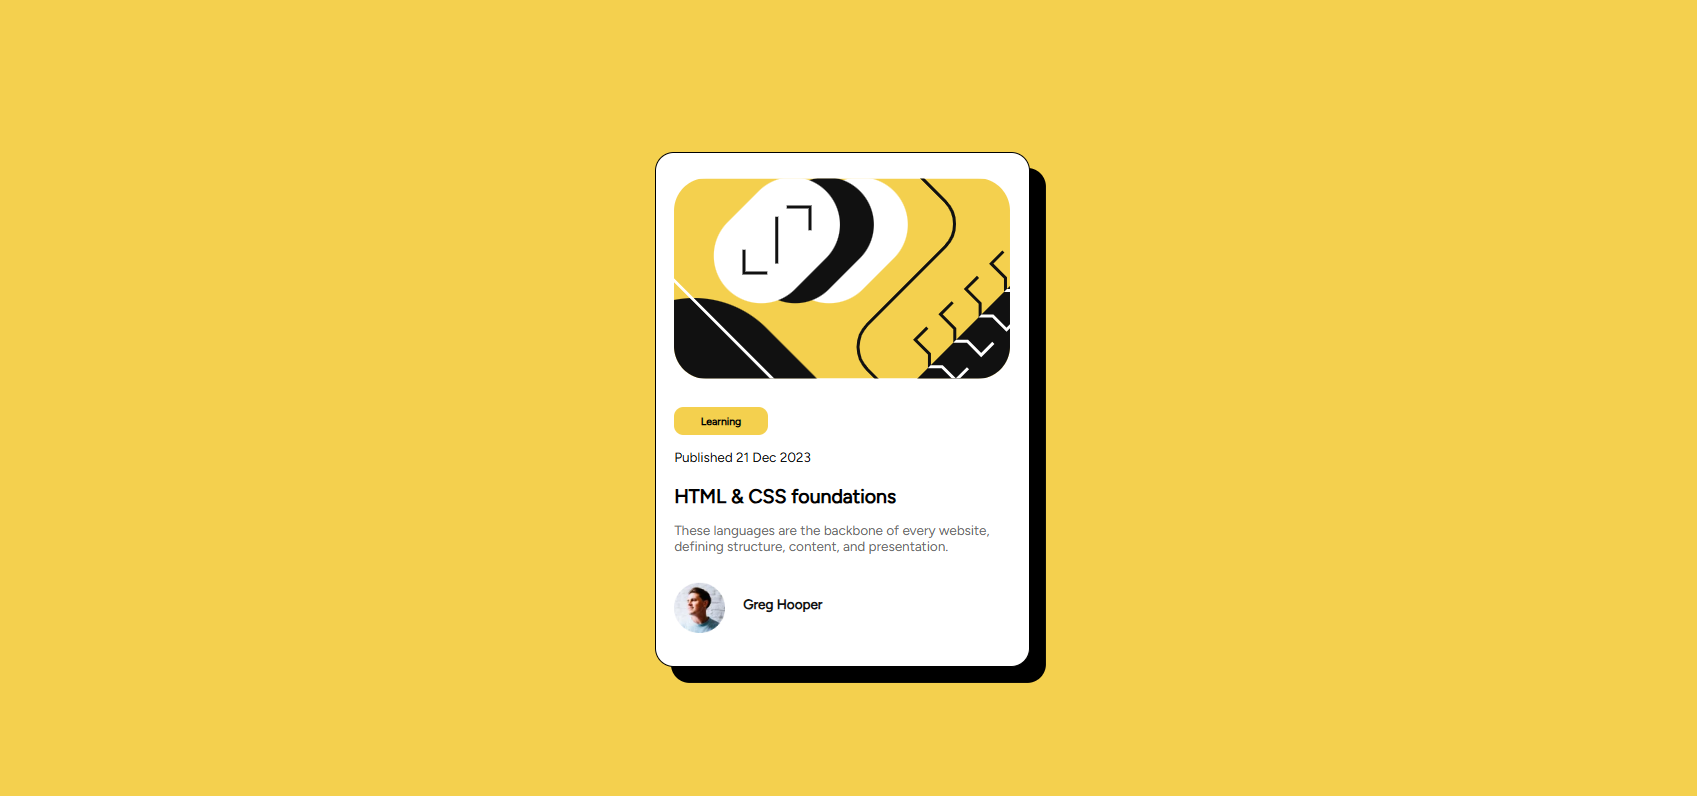 Learning
Published 21 Dec 2023
HTML & CSS foundations
These languages are the backbone of every website,
defining structure, content, and presentation.
Greg Hooper